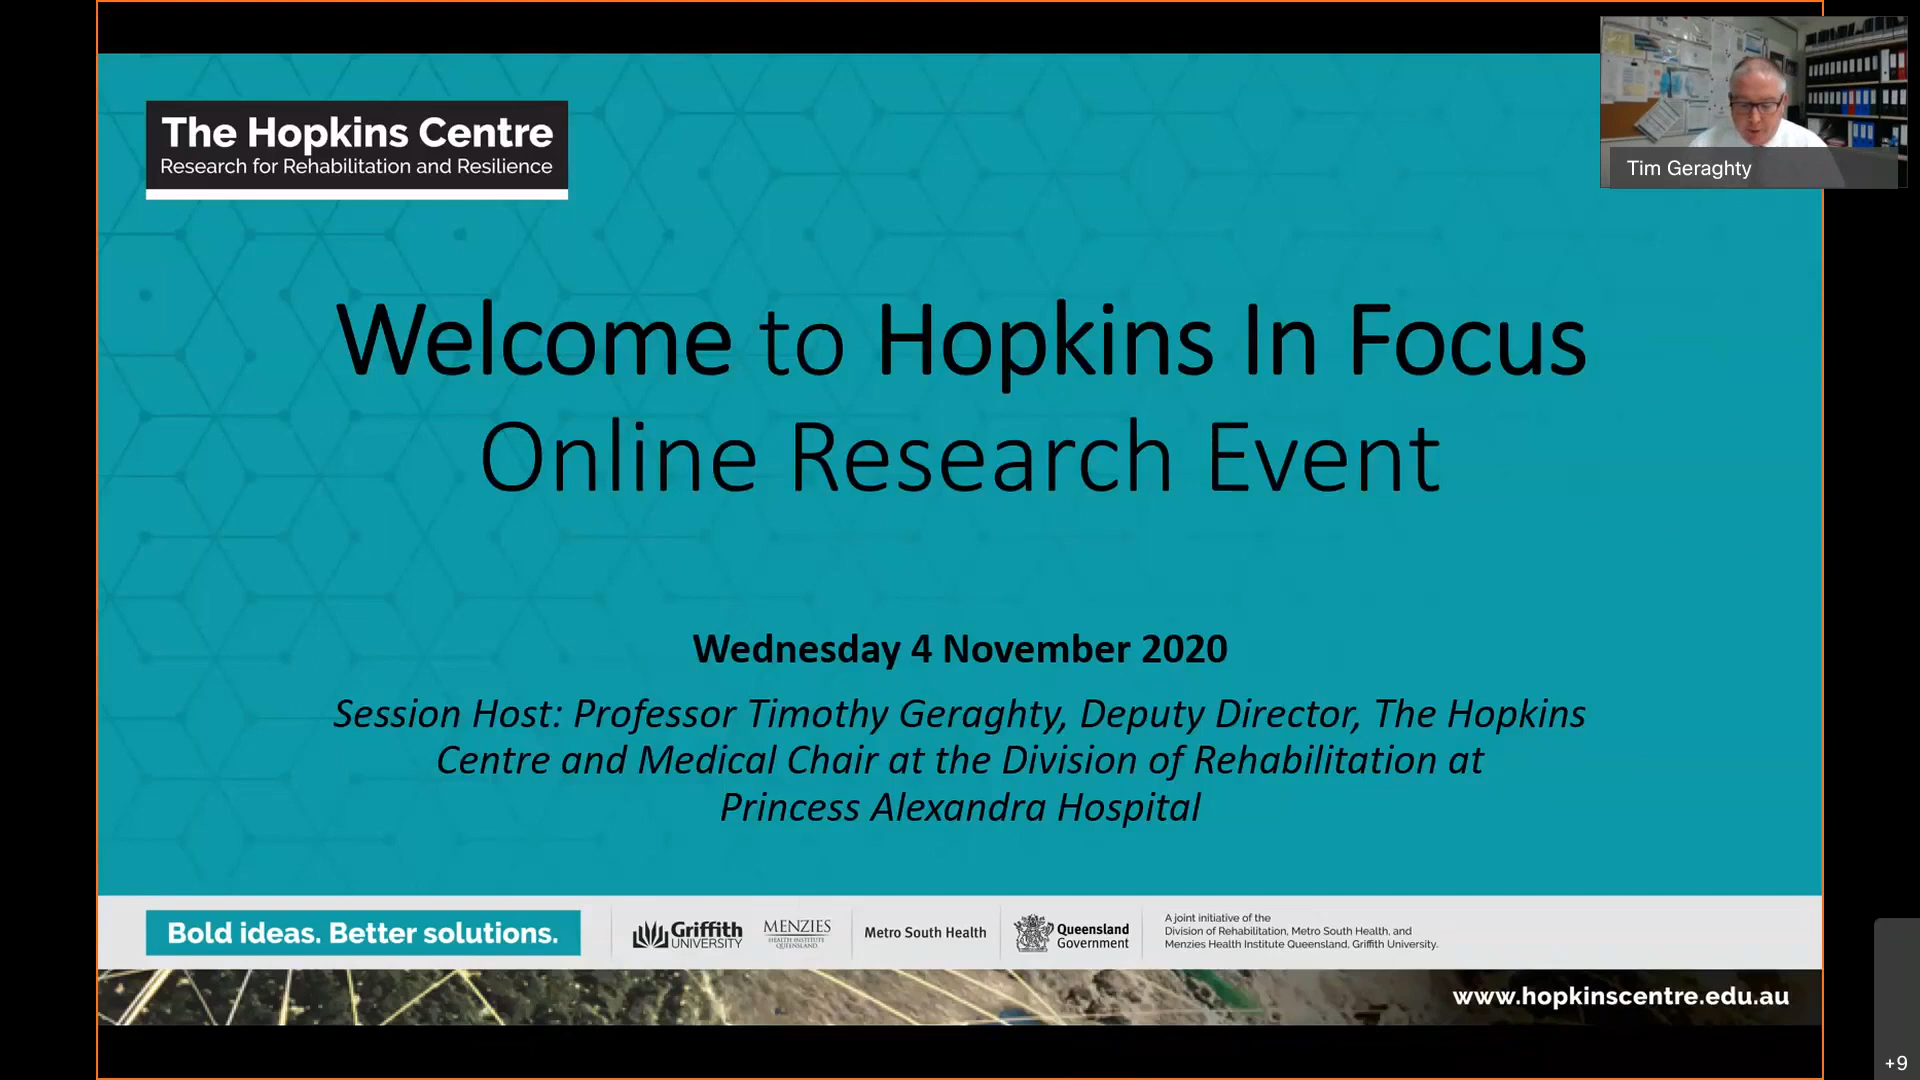 The Hopkins Centre
Research for Rehabilitation and Resilience
Tim Geraghty
Welcome to Hopkins In Focus
Online Research Event
Wednesday 4 November 2020
Session Host: Professor Timothy Geraghty, Deputy Director, The Hopkins
Centre and Medical Chair at the Division of Rehabilitation at
Princess Alexandra Hospital
Bold ideas. Better solutions.
Griffith
UNIVERSITY
MENZIES
HEALTH INSTITUTE
QUEENSLAND
Metro South Health
Queensland
Government
A joint initiative of the
Division of Rehabilitation, Metro South Health, and
Menzies Health Institute Queensland, Griffith University.
www.hopkinscentre.edu.au
+9